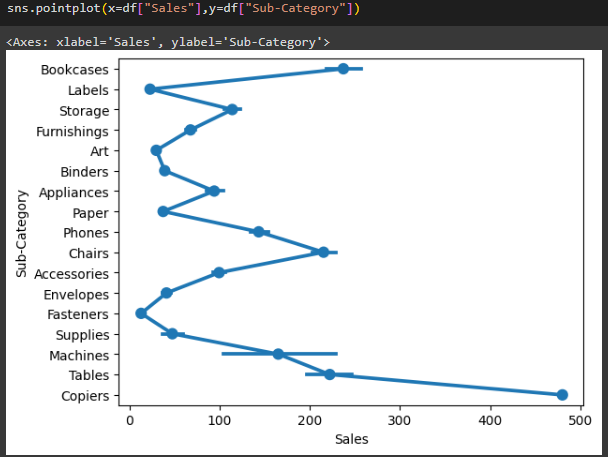 sns.pointplot(x=df["Sales"],y=df["Sub-Category"])
<Axes: xlabel='Sales', ylabel='Sub-Category'>
Bookcases
Labels
Storage
Furnishings
Art
Binders
Appliances
Paper
Phones
Chairs
Accessories
Envelopes
Fasteners
Supplies
Machines
Tables
Copiers
Sub-Category
0 100 200 300 400 500
Sales